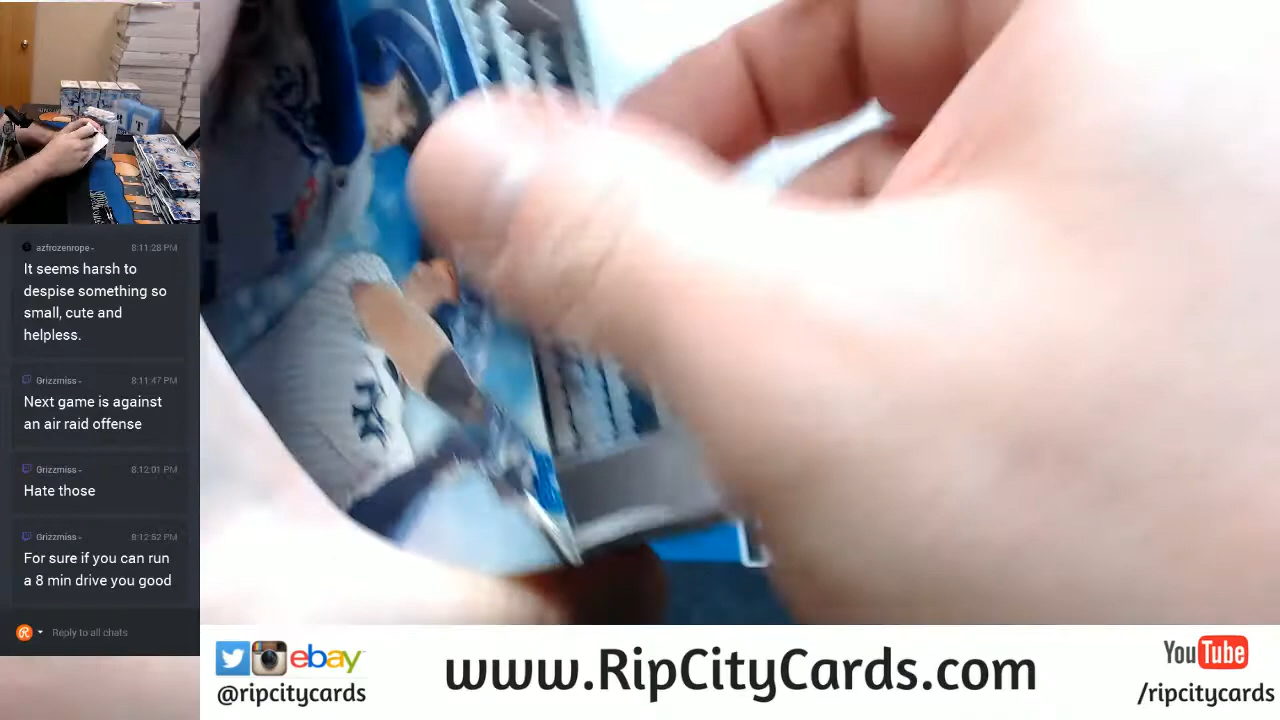 azfrozenrope
8:11:28 PM
It seems harsh to
despise something so
small, cute and
helpless.
Grizzmiss
8:11:47 PM
Next game is against
an air raid offense
Grizzmiss
8:12:01 PM
Hate those
Grizzmiss
8:12:52 PM
For sure if you can run
a 8 min drive you good
Reply to all chats
ebay
@ripcitycards
www.RipCityCards.com
YouTube
/ripcitycards